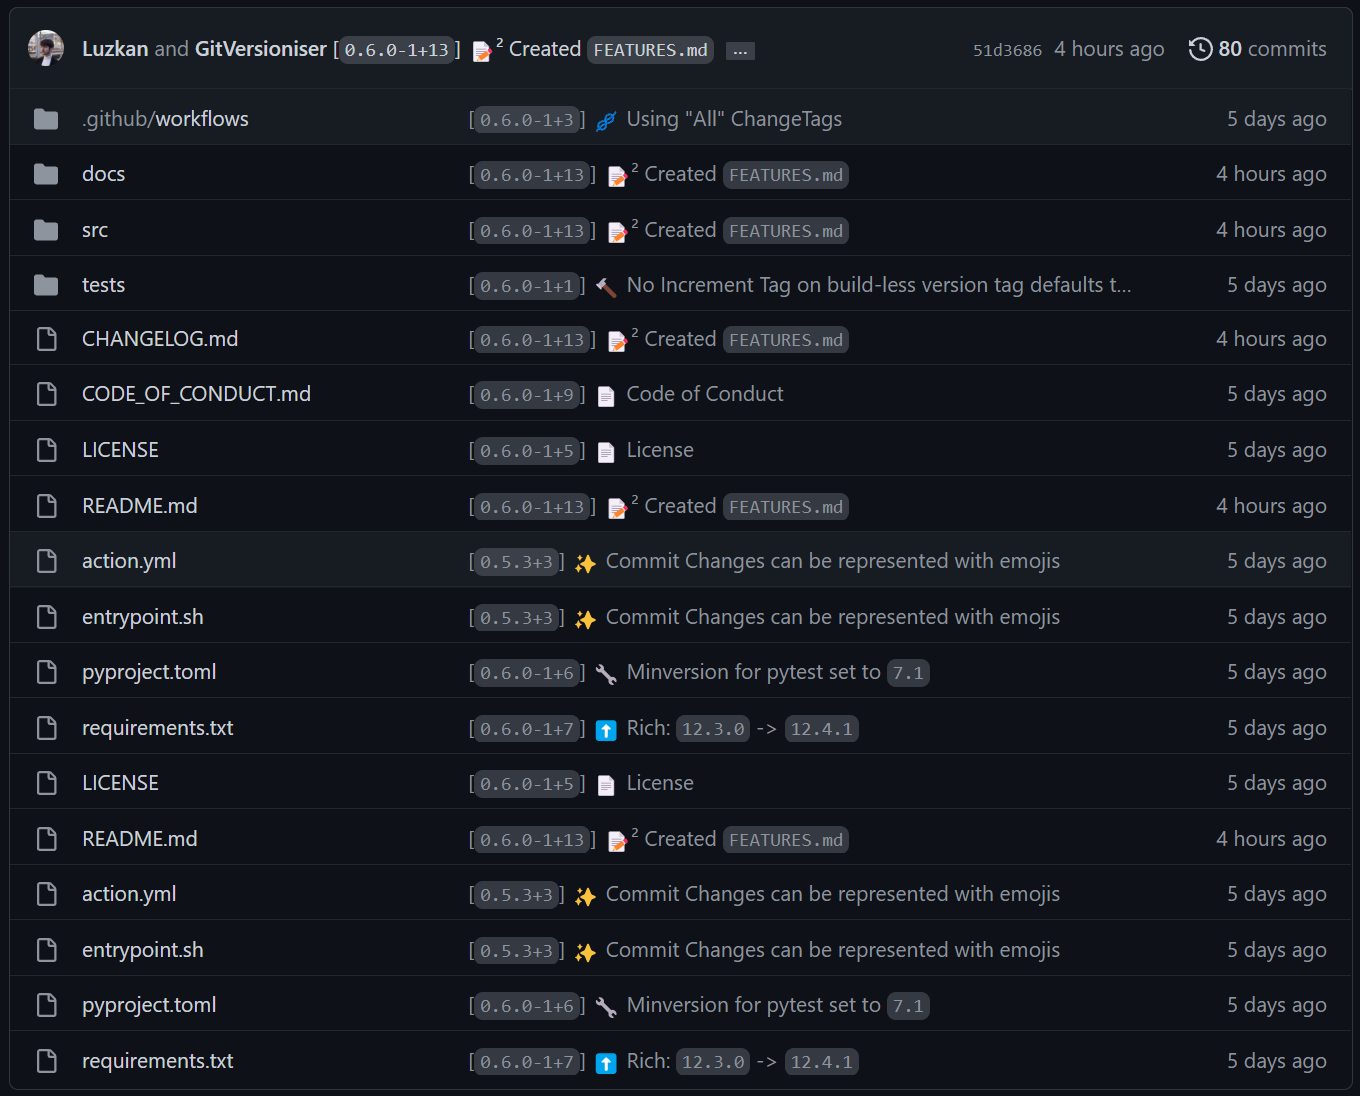 Luzkan and GitVersioniser [0.6.0-1+13] 📝² Created FEATURES.md ... 51d3686 4 hours ago 80 commits
.github/workflows [0.6.0-1+3] 🧬 Using "All" ChangeTags 5 days ago
docs [0.6.0-1+13] 📝² Created FEATURES.md 4 hours ago
src [0.6.0-1+13] 📝² Created FEATURES.md 4 hours ago
tests [0.6.0-1+1] 🔨 No Increment Tag on build-less version tag defaults t... 5 days ago
CHANGELOG.md [0.6.0-1+13] 📝² Created FEATURES.md 4 hours ago
CODE_OF_CONDUCT.md [0.6.0-1+9] 📄 Code of Conduct 5 days ago
LICENSE [0.6.0-1+5] 📄 License 5 days ago
README.md [0.6.0-1+13] 📝² Created FEATURES.md 4 hours ago
action.yml [0.5.3+3] ✨ Commit Changes can be represented with emojis 5 days ago
entrypoint.sh [0.5.3+3] ✨ Commit Changes can be represented with emojis 5 days ago
pyproject.toml [0.6.0-1+6] 🔧 Minversion for pytest set to 7.1 5 days ago
requirements.txt [0.6.0-1+7] ⬆️ Rich: 12.3.0 -> 12.4.1 5 days ago
LICENSE [0.6.0-1+5] 📄 License 5 days ago
README.md [0.6.0-1+13] 📝² Created FEATURES.md 4 hours ago
action.yml [0.5.3+3] ✨ Commit Changes can be represented with emojis 5 days ago
entrypoint.sh [0.5.3+3] ✨ Commit Changes can be represented with emojis 5 days ago
pyproject.toml [0.6.0-1+6] 🔧 Minversion for pytest set to 7.1 5 days ago
requirements.txt [0.6.0-1+7] ⬆️ Rich: 12.3.0 -> 12.4.1 5 days ago